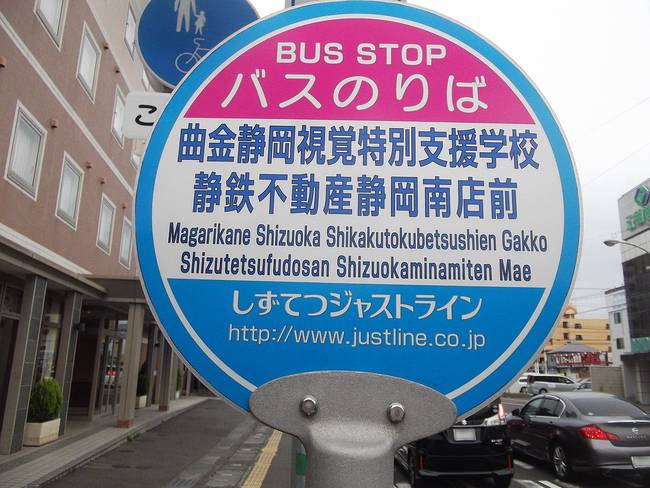 BUS STOP
バスのりば
曲金静岡視覚特別支援学校
静鉄不動産静岡南店前
Magarikane Shizuoka Shikakutokubetsushien Gakko
Shizutetsufudosan Shizuokaminamiten Mae
しずてつジャストライン
http://www.justline.co.jp
こ